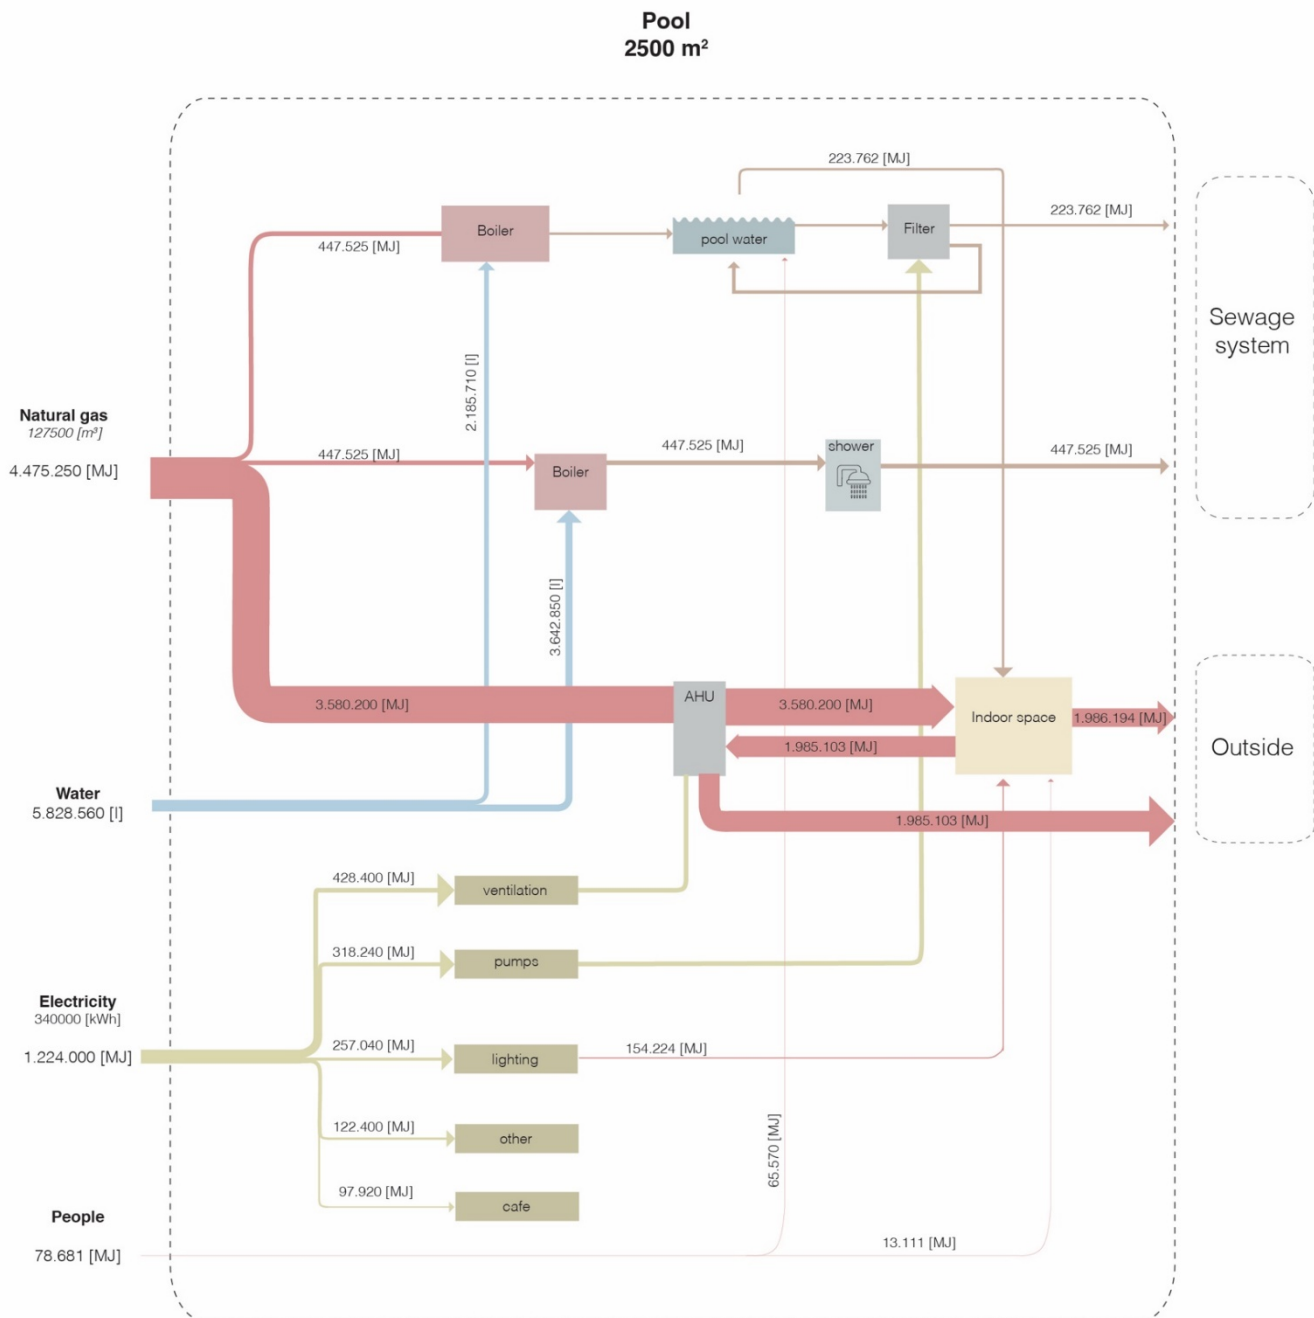 Pool
2500 m²
223.762 [MJ]
Boiler
pool water
Filter
223.762 [MJ]
447.525 [MJ]
Sewage
system
2.185.710 [l]
Natural gas
127500 [m³]
4.475.250 [MJ]
447.525 [MJ]
Boiler
447.525 [MJ]
shower
447.525 [MJ]
3.642.850 [l]
3.580.200 [MJ]
AHU
3.580.200 [MJ]
Indoor space
1.986.194 [MJ]
1.985.103 [MJ]
Outside
Water
5.828.560 [l]
1.985.103 [MJ]
428.400 [MJ]
ventilation
318.240 [MJ]
pumps
Electricity
340000 [kWh]
1.224.000 [MJ]
257.040 [MJ]
lighting
154.224 [MJ]
122.400 [MJ]
other
65.570 [MJ]
97.920 [MJ]
cafe
People
78.681 [MJ]
13.111 [MJ]